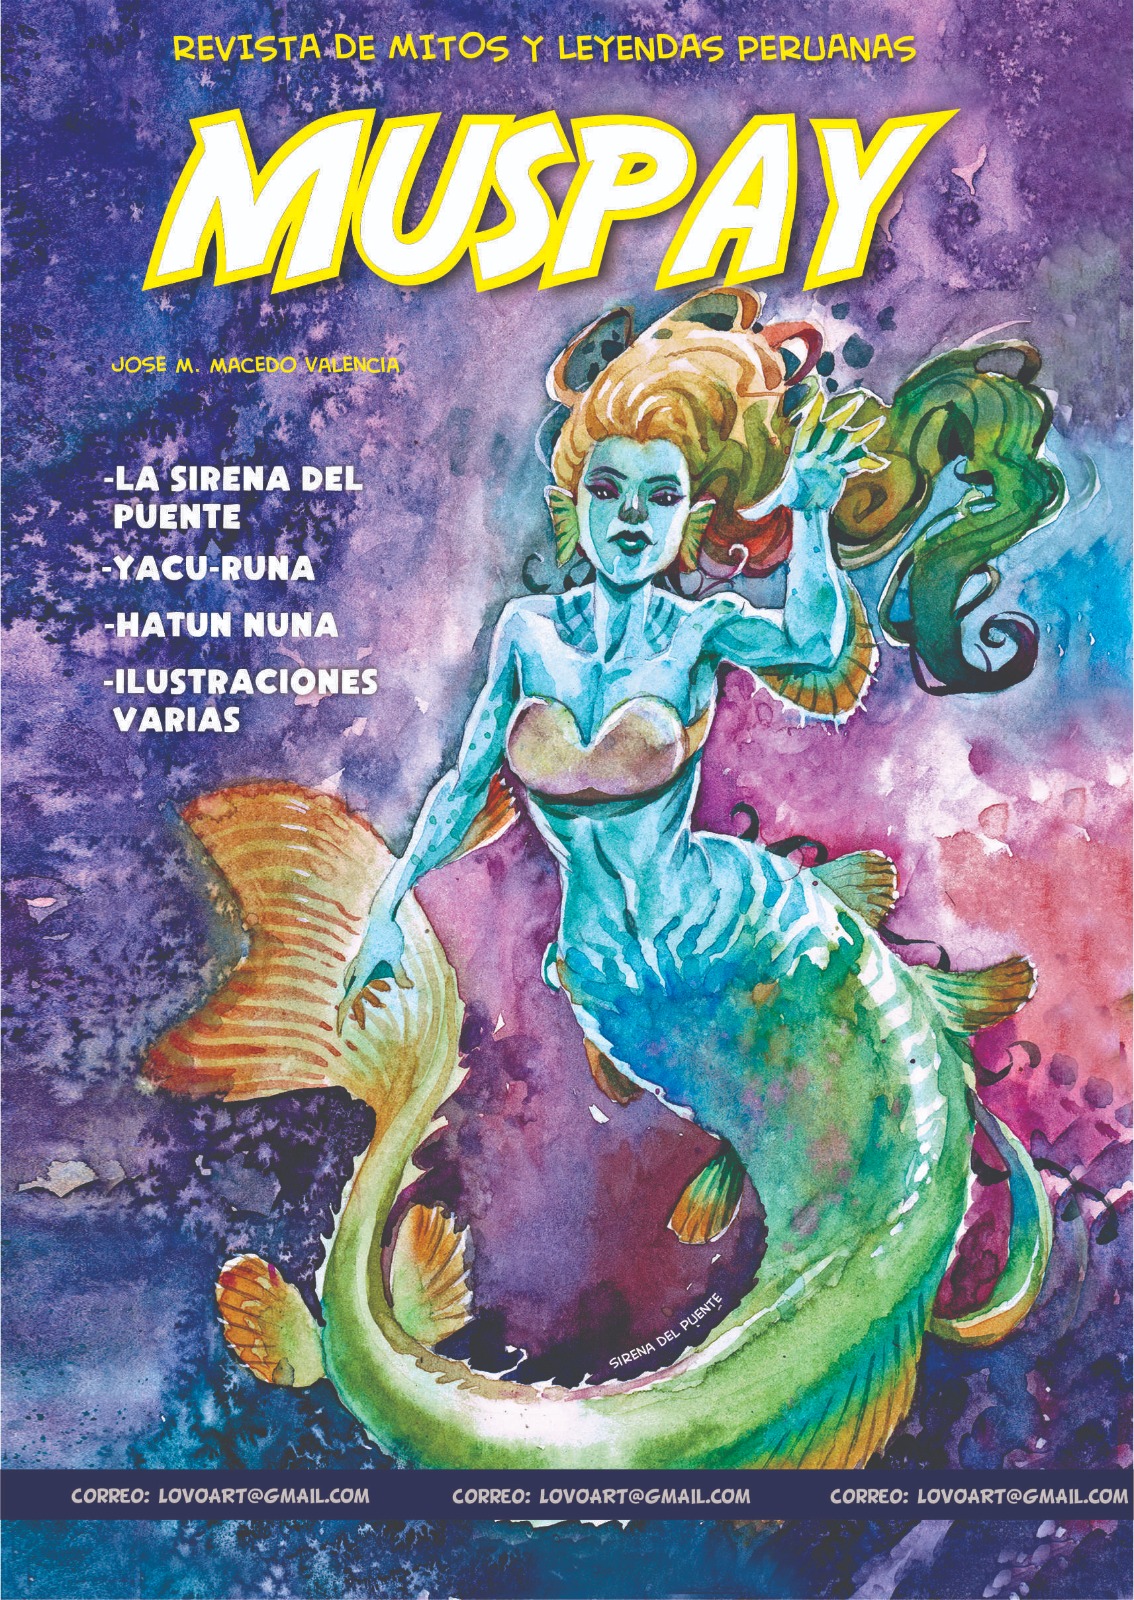 REVISTA DE MITOS Y LEYENDAS PERUANAS
MUSPAY
JOSE M. MACEDO VALENCIA
-LA SIRENA DEL
PUENTE
-YACU-RUNA
-HATUN NUNA
-ILUSTRACIONES
VARIAS
SIRENA DEL PUENTE
CORREO: LOVOART@GMAIL.COM CORREO: LOVOART@GMAIL.COM CORREO: LOVOART@GMAIL.COM